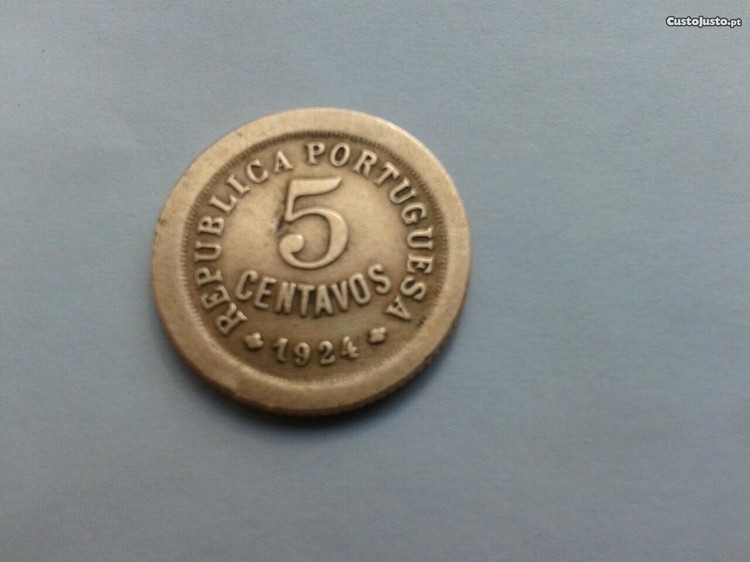 CustoJusto.pt
REPUBLICA PORTUGUESA
5
CENTAVOS
1924